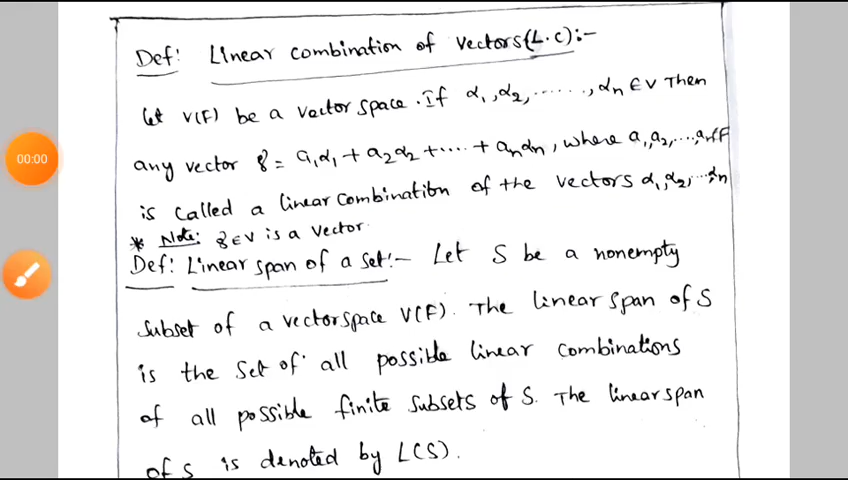 Def: Linear combination of vectors(L.C):-
let V(F) be a vector space. If α₁, α₂, ......, αₙ ∈ V Then
any vector γ = a₁α₁ + a₂α₂ + .... + aₙαₙ, where a₁, a₂, ..., aₙ ∈ F
is called a linear combination of the vectors α₁, α₂, ... αₙ
* Note: γ ∈ V is a vector.
Def: Linear span of a set:- Let S be a nonempty
subset of a vectorspace V(F). The linear span of S
is the set of all possible linear combinations
of all possible finite subsets of S. The linear span
of S is denoted by L(S).
00:00